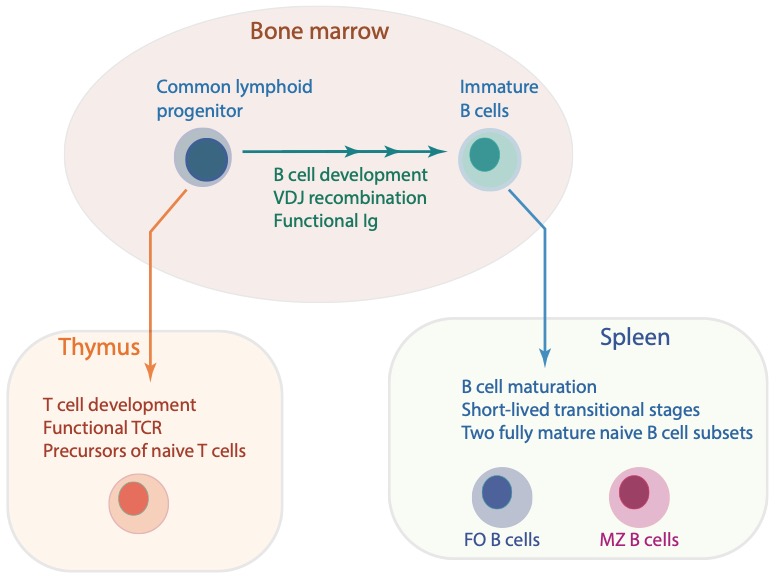 Bone marrow
Common lymphoid
progenitor
Immature
B cells
B cell development
VDJ recombination
Functional Ig
Thymus
T cell development
Functional TCR
Precursors of naive T cells
Spleen
B cell maturation
Short-lived transitional stages
Two fully mature naive B cell subsets
FO B cells
MZ B cells